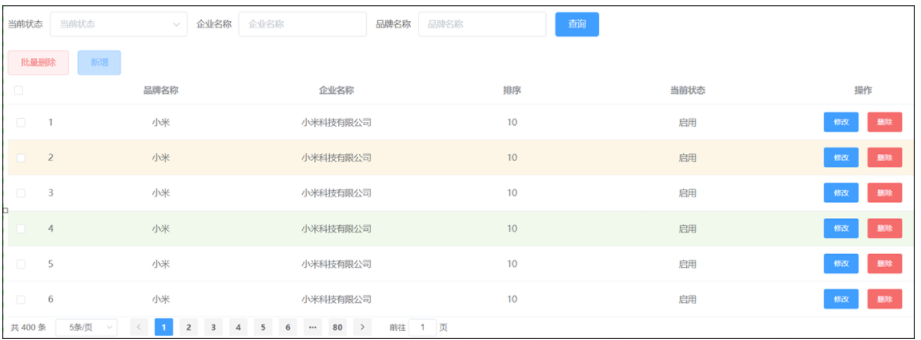 当前状态 当前状态 企业名称 企业名称 品牌名称 品牌名称 查询
批量删除 新增
品牌名称 企业名称 排序 当前状态 操作
1 小米 小米科技有限公司 10 启用 修改 删除
2 小米 小米科技有限公司 10 启用 修改 删除
3 小米 小米科技有限公司 10 启用 修改 删除
4 小米 小米科技有限公司 10 启用 修改 删除
5 小米 小米科技有限公司 10 启用 修改 删除
6 小米 小米科技有限公司 10 启用 修改 删除
共 400 条 5条/页 < 1 2 3 4 5 6 ... 80 > 前往 1 页